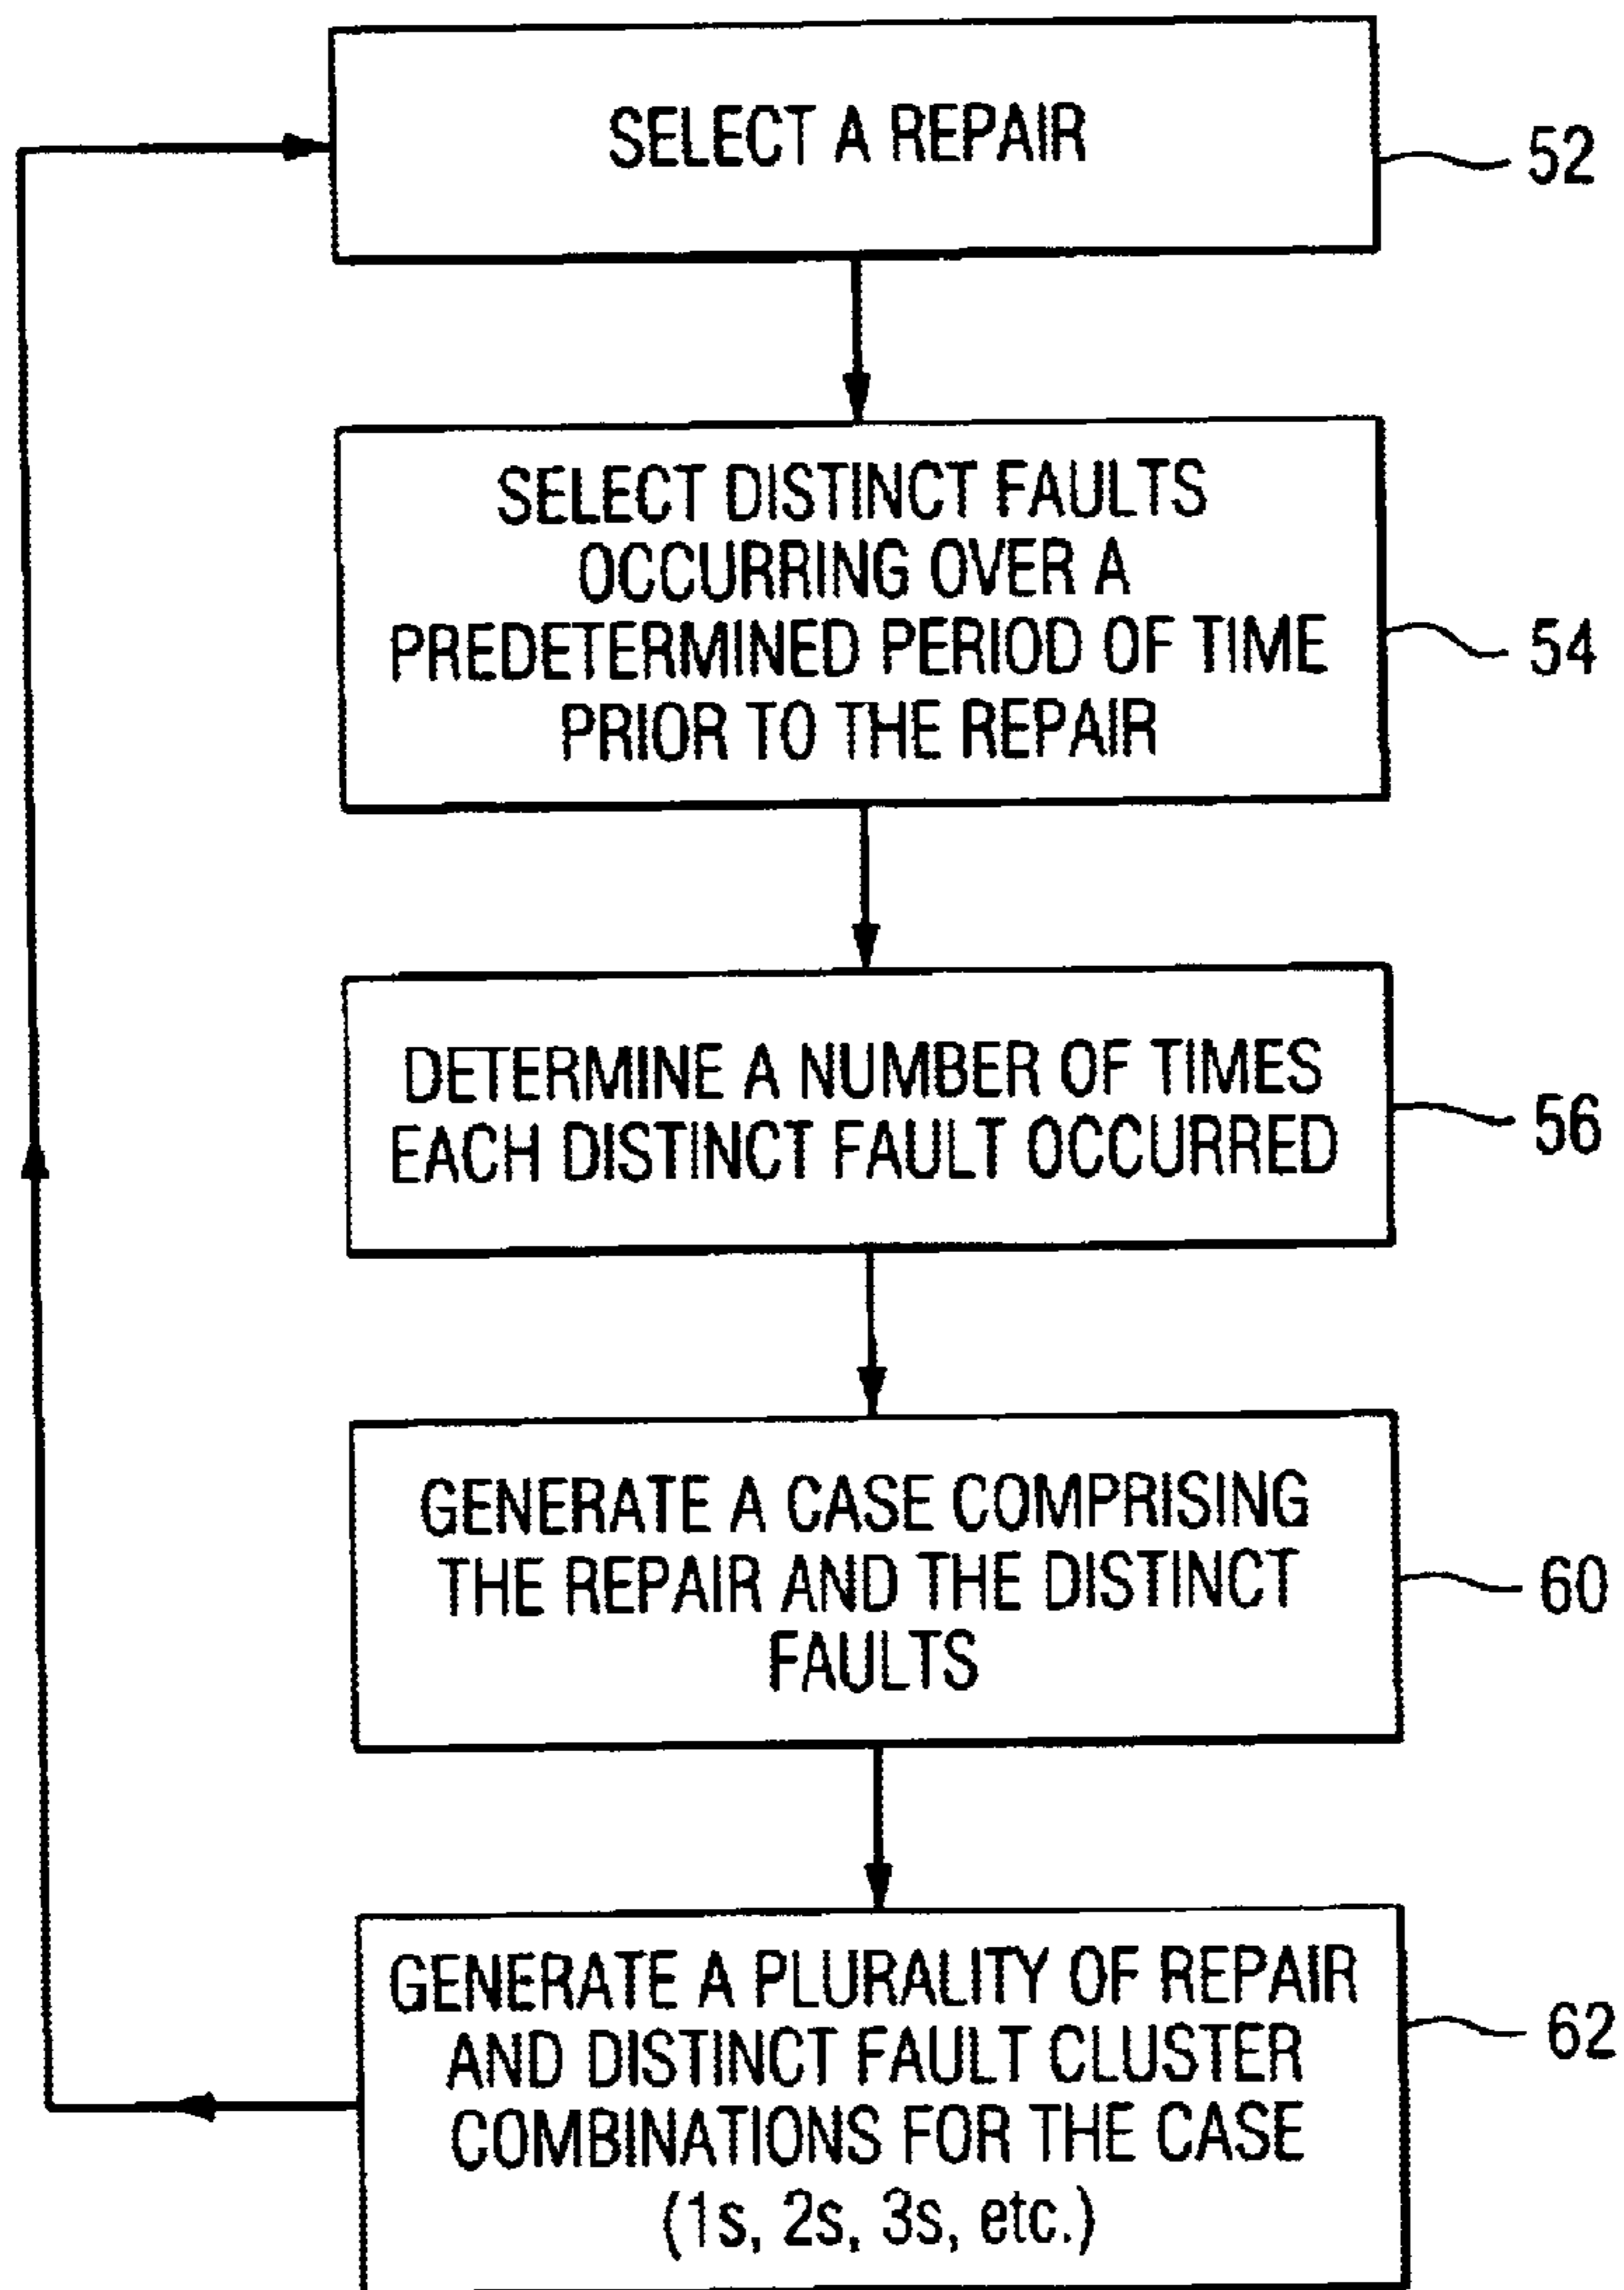 SELECT A REPAIR
52
SELECT DISTINCT FAULTS
OCCURRING OVER A
PREDETERMINED PERIOD OF TIME
PRIOR TO THE REPAIR
54
DETERMINE A NUMBER OF TIMES
EACH DISTINCT FAULT OCCURRED
56
GENERATE A CASE COMPRISING
THE REPAIR AND THE DISTINCT
FAULTS
60
GENERATE A PLURALITY OF REPAIR
AND DISTINCT FAULT CLUSTER
COMBINATIONS FOR THE CASE
(1s, 2s, 3s, etc.)
62